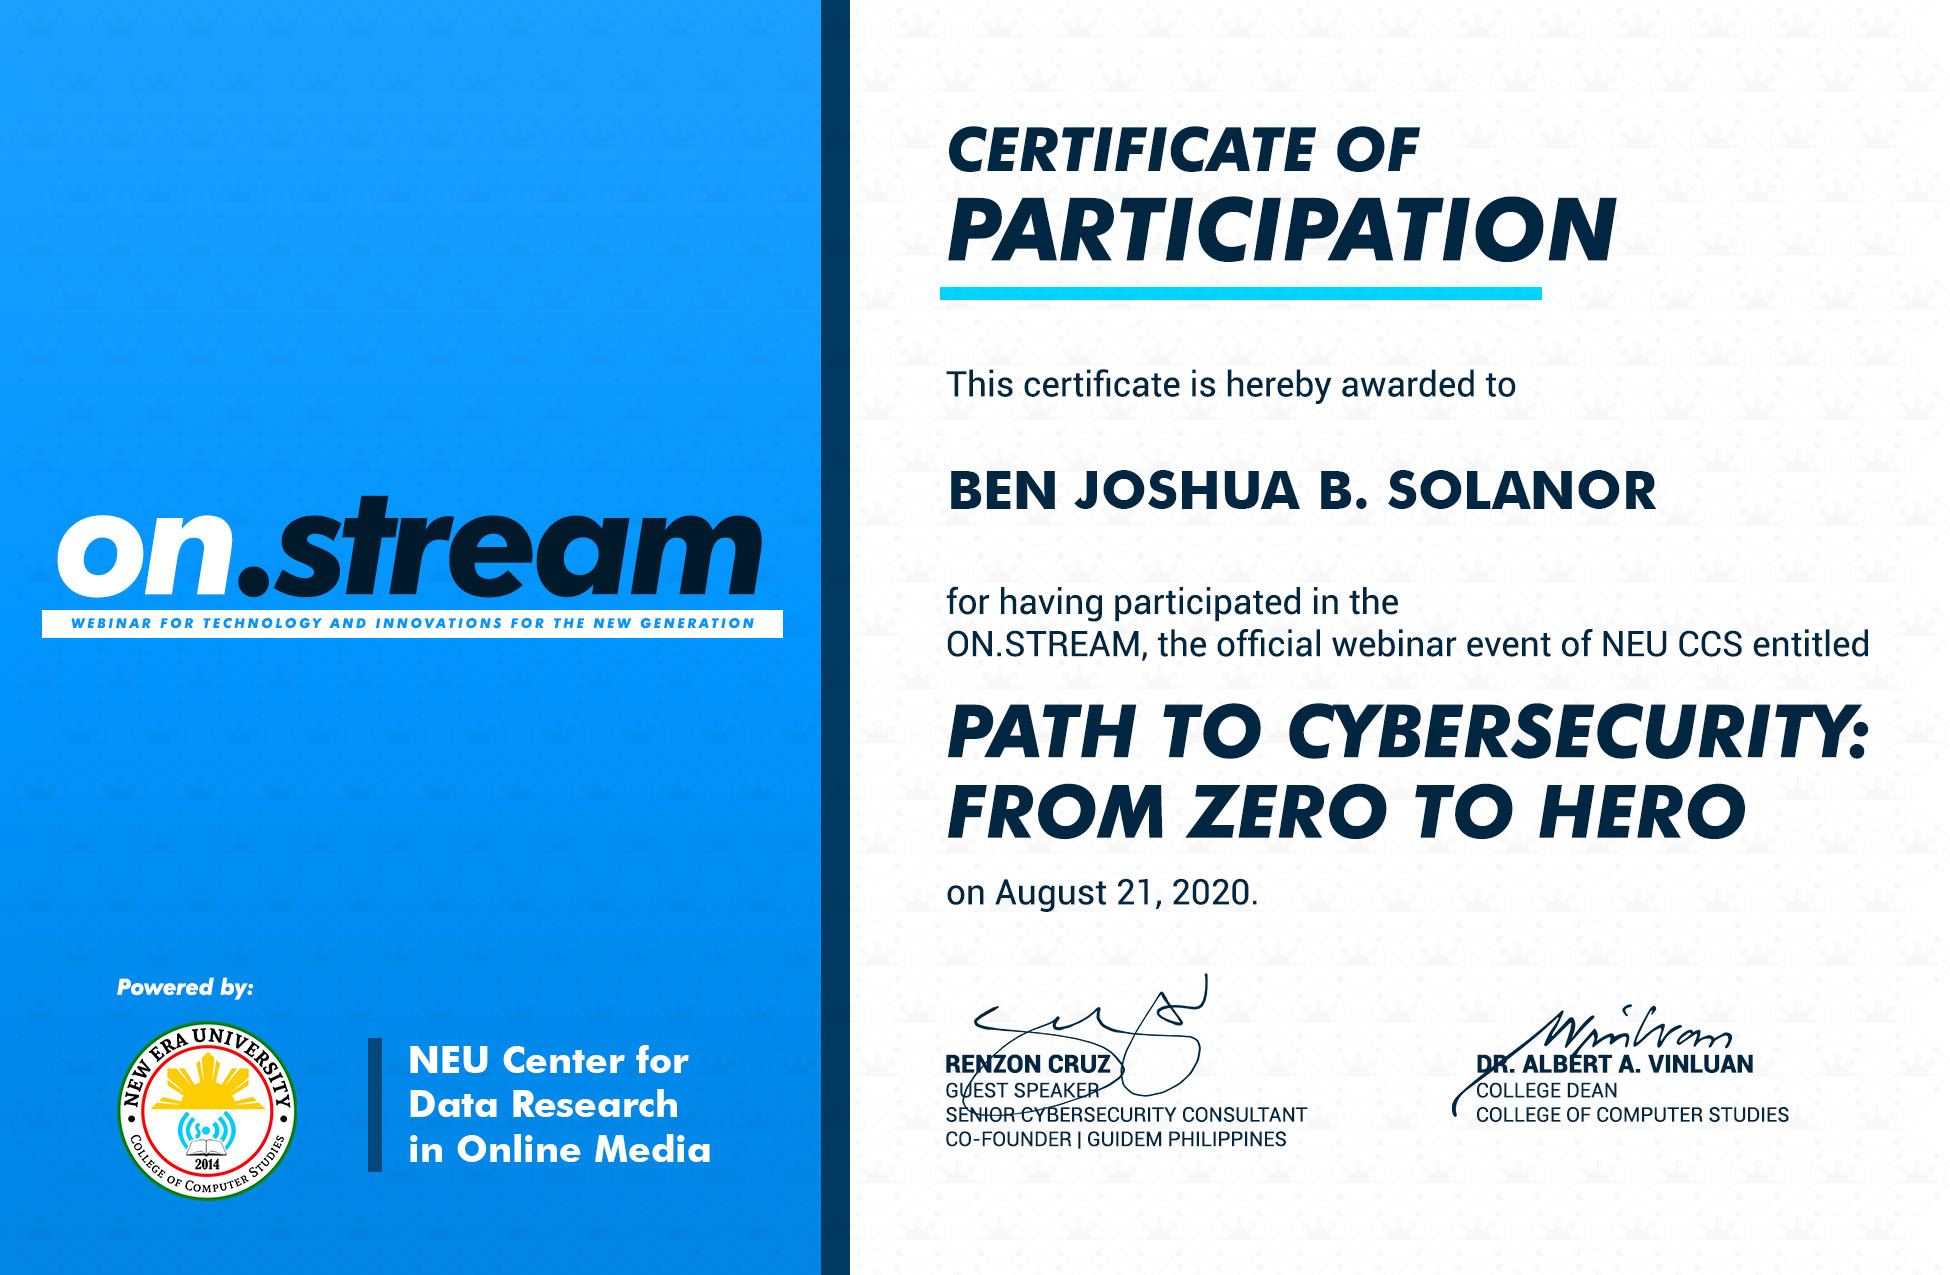 on.stream
WEBINAR FOR TECHNOLOGY AND INNOVATIONS FOR THE NEW GENERATION
Powered by:
NEW ERA UNIVERSITY
2014
COLLEGE OF COMPUTER STUDIES
NEU Center for
Data Research
in Online Media
CERTIFICATE OF
PARTICIPATION
This certificate is hereby awarded to
BEN JOSHUA B. SOLANOR
for having participated in the
ON.STREAM, the official webinar event of NEU CCS entitled
PATH TO CYBERSECURITY:
FROM ZERO TO HERO
on August 21, 2020.
RENZON CRUZ
GUEST SPEAKER
SENIOR CYBERSECURITY CONSULTANT
CO-FOUNDER | GUIDEM PHILIPPINES
DR. ALBERT A. VINLUAN
COLLEGE DEAN
COLLEGE OF COMPUTER STUDIES